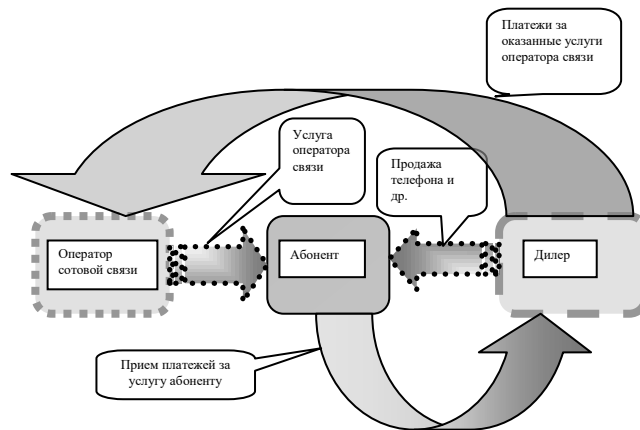 Платежи за
оказанные услуги
оператора связи
Услуга
оператора
связи
Продажа
телефона и
др.
Оператор
сотовой связи
Абонент
Дилер
Прием платежей за
услугу абоненту